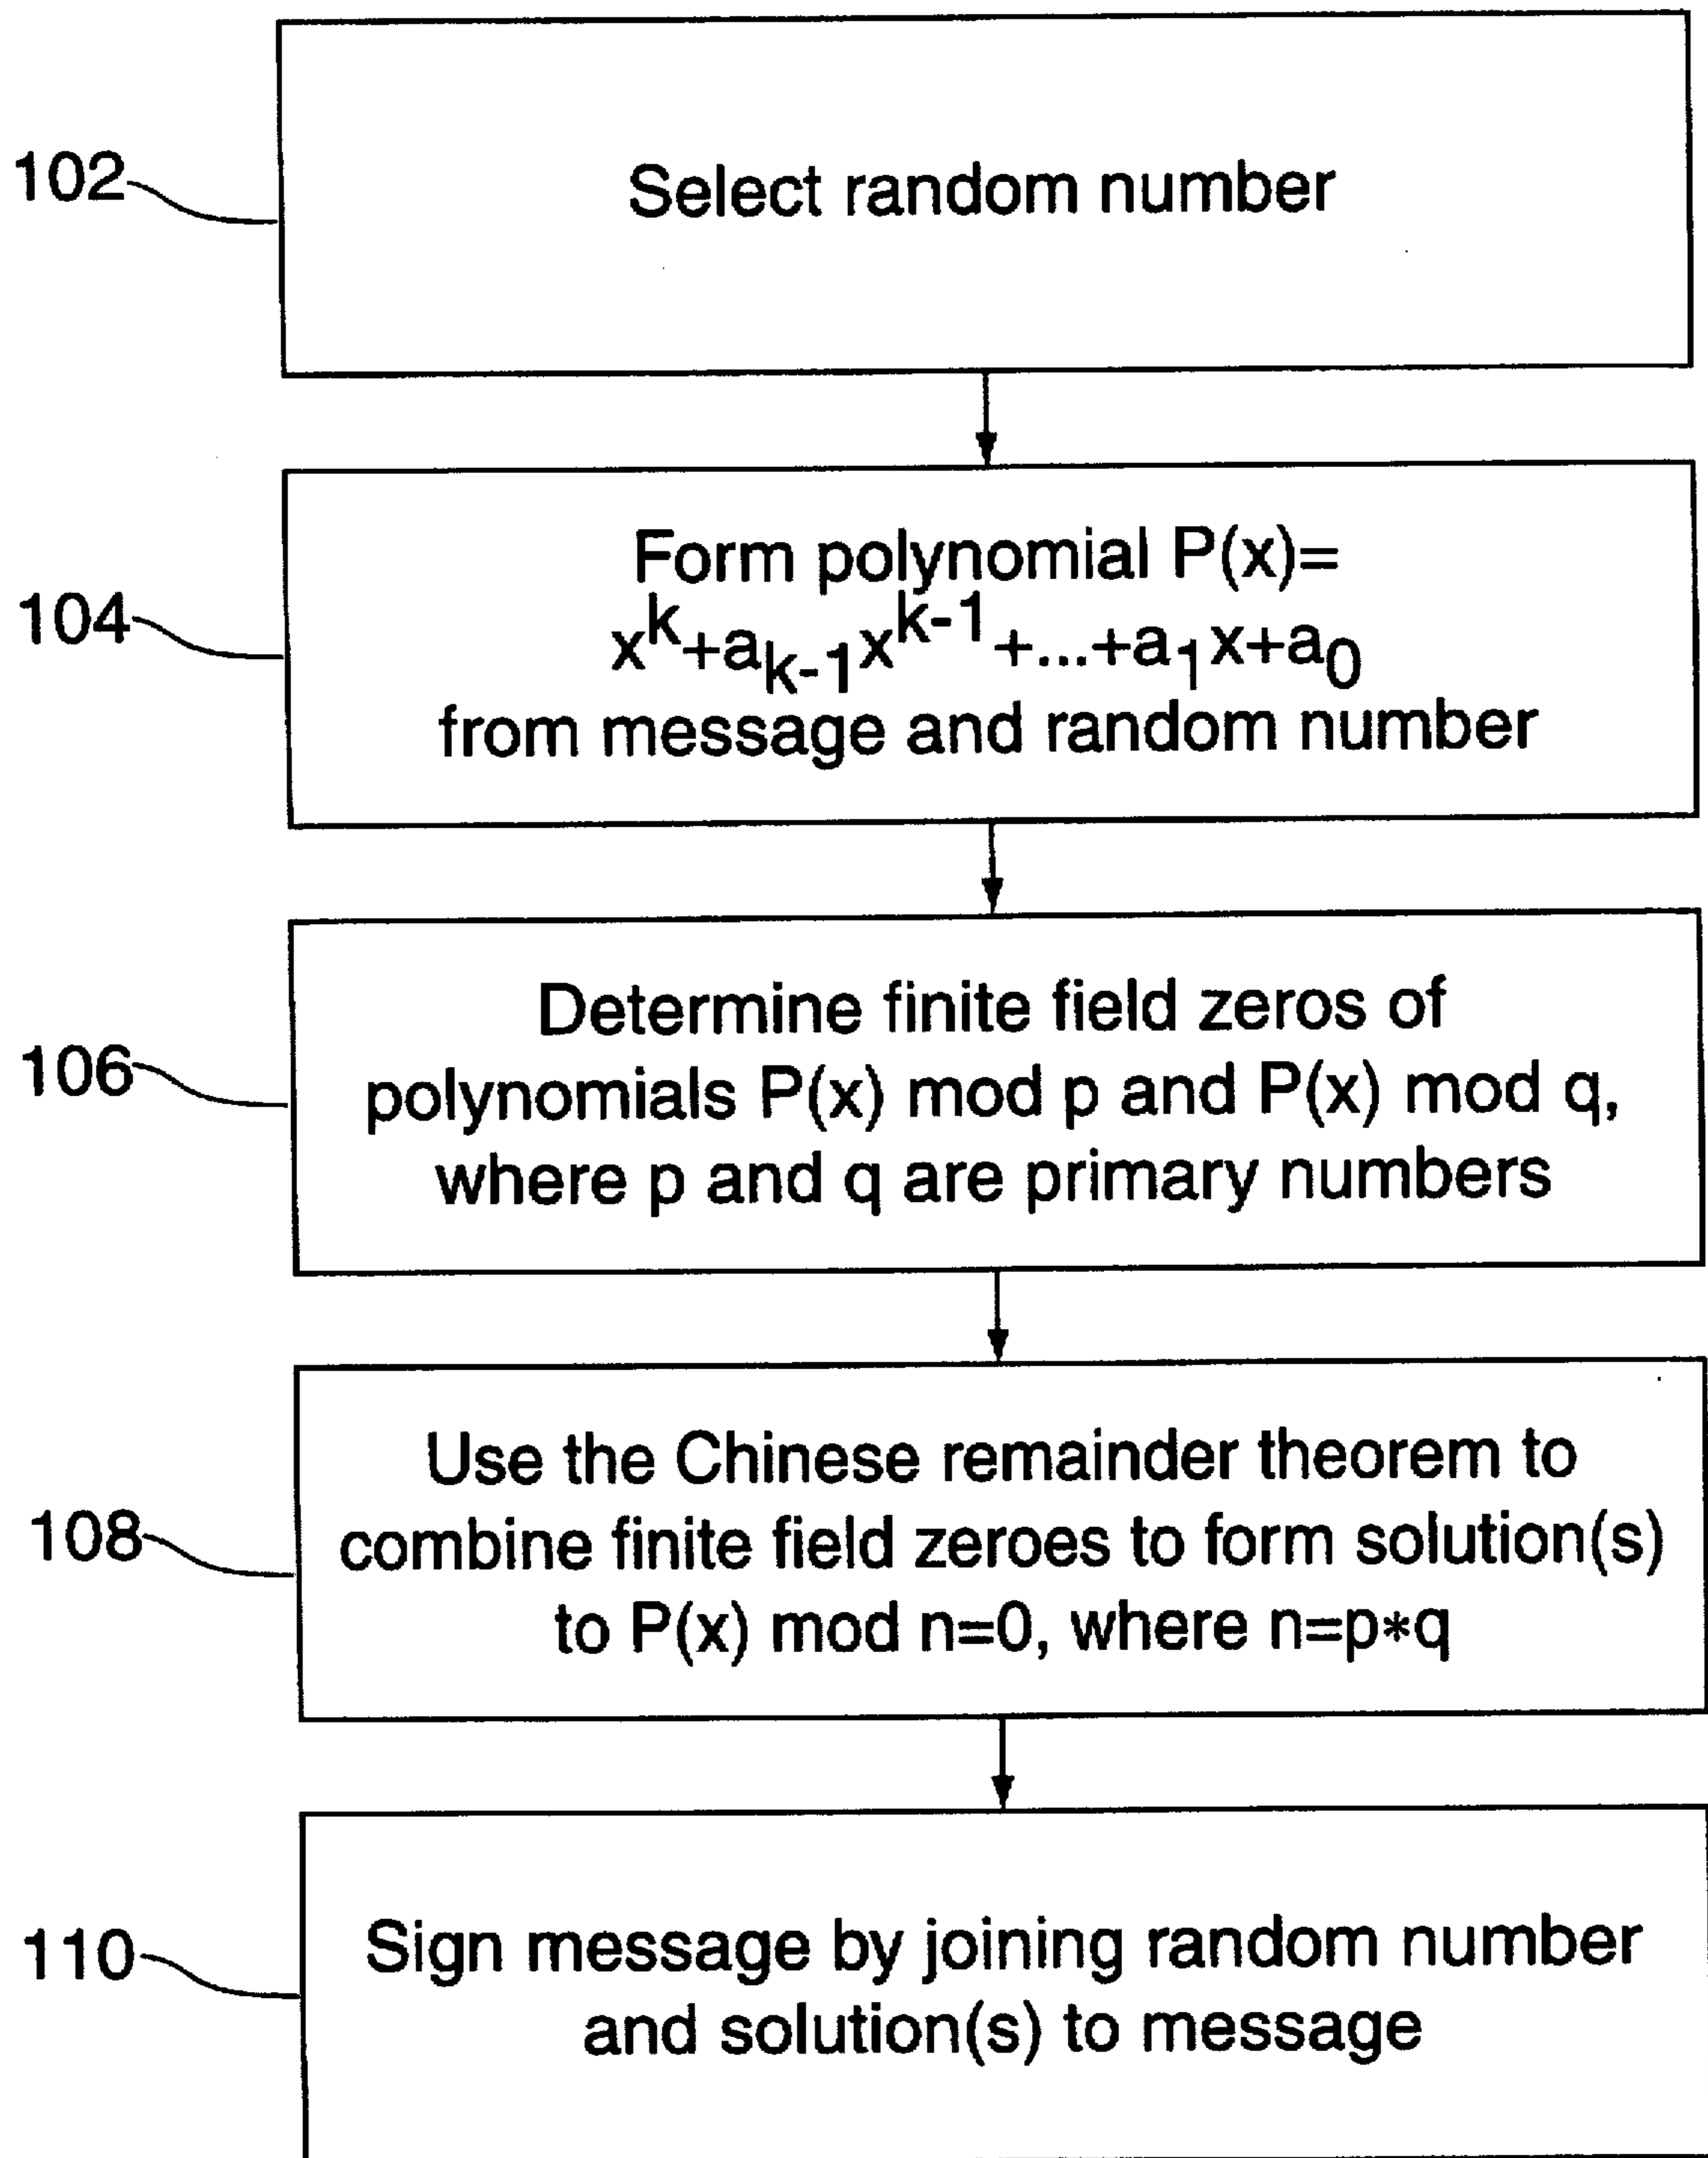 102
Select random number
104
Form polynomial P(x)=
x^k+a_{k-1}x^{k-1}+...+a_1x+a_0
from message and random number
106
Determine finite field zeros of
polynomials P(x) mod p and P(x) mod q,
where p and q are primary numbers
108
Use the Chinese remainder theorem to
combine finite field zeroes to form solution(s)
to P(x) mod n=0, where n=p*q
110
Sign message by joining random number
and solution(s) to message